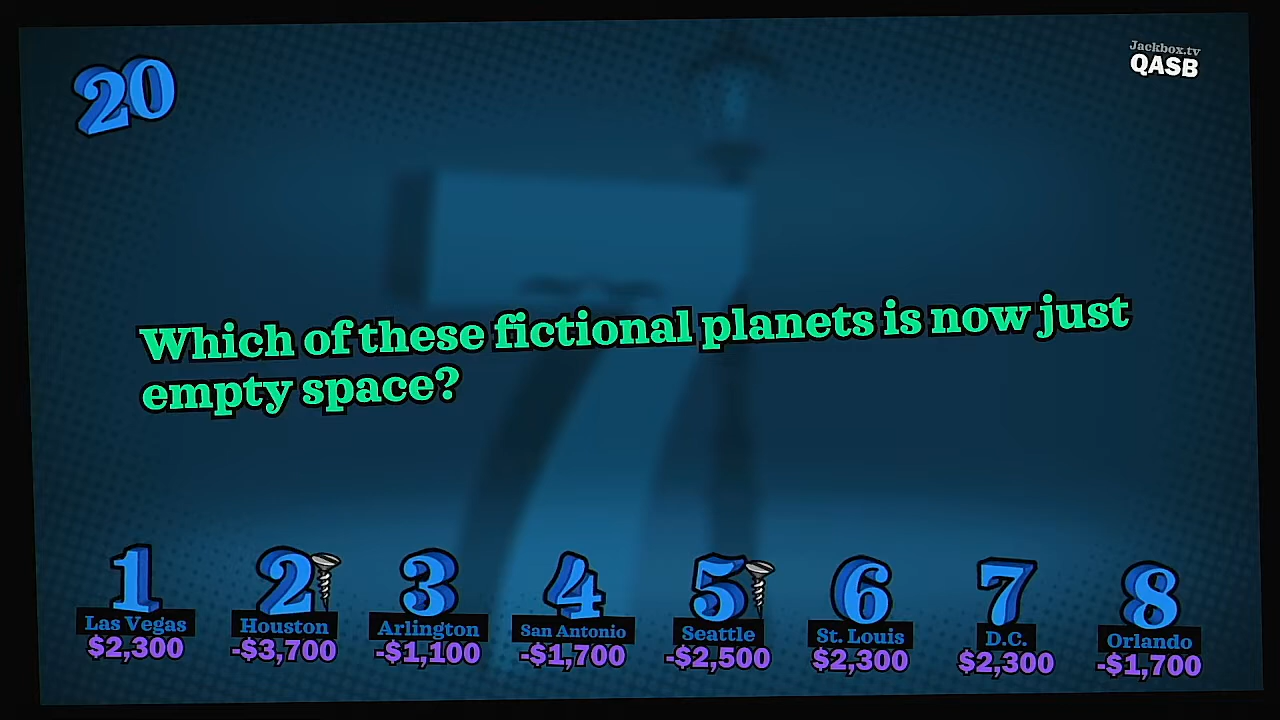 20
Jackbox.tv
QASB
Which of these fictional planets is now just
empty space?
1 2 3 4 5 6 7 8
Las Vegas Houston Arlington San Antonio Seattle St. Louis D.C. Orlando
$2,300 -$3,700 -$1,100 -$1,700 -$2,500 $2,300 $2,300 -$1,700